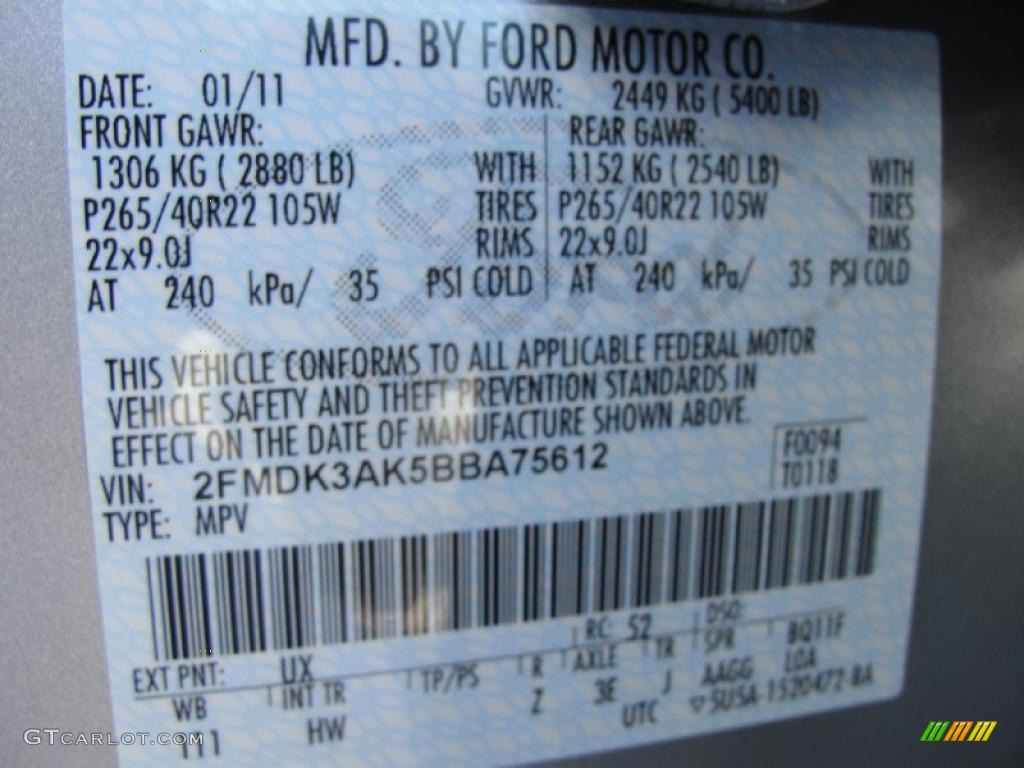 MFD. BY FORD MOTOR CO.
DATE: 01/11 GVWR: 2449 KG ( 5400 LB)
FRONT GAWR: REAR GAWR:
1306 KG ( 2880 LB) WITH 1152 KG ( 2540 LB) WITH
P265/40R22 105W TIRES P265/40R22 105W TIRES
22x9.0J RIMS 22x9.0J RIMS
AT 240 kPa/ 35 PSI COLD AT 240 kPa/ 35 PSI COLD
THIS VEHICLE CONFORMS TO ALL APPLICABLE FEDERAL MOTOR
VEHICLE SAFETY AND THEFT PREVENTION STANDARDS IN
EFFECT ON THE DATE OF MANUFACTURE SHOWN ABOVE.
F0094
VIN: 2FMDK3AK5BBA75612
T0118
TYPE: MPV
RC: 52 DSO:
EXT PNT: UX
WB INT TR TP/PS R AXLE TR SPR BQ11F
111 HW Z 3E J AAGG LOA
UTC ▽SUSA-1520472-BA
GTCARLOT.COM